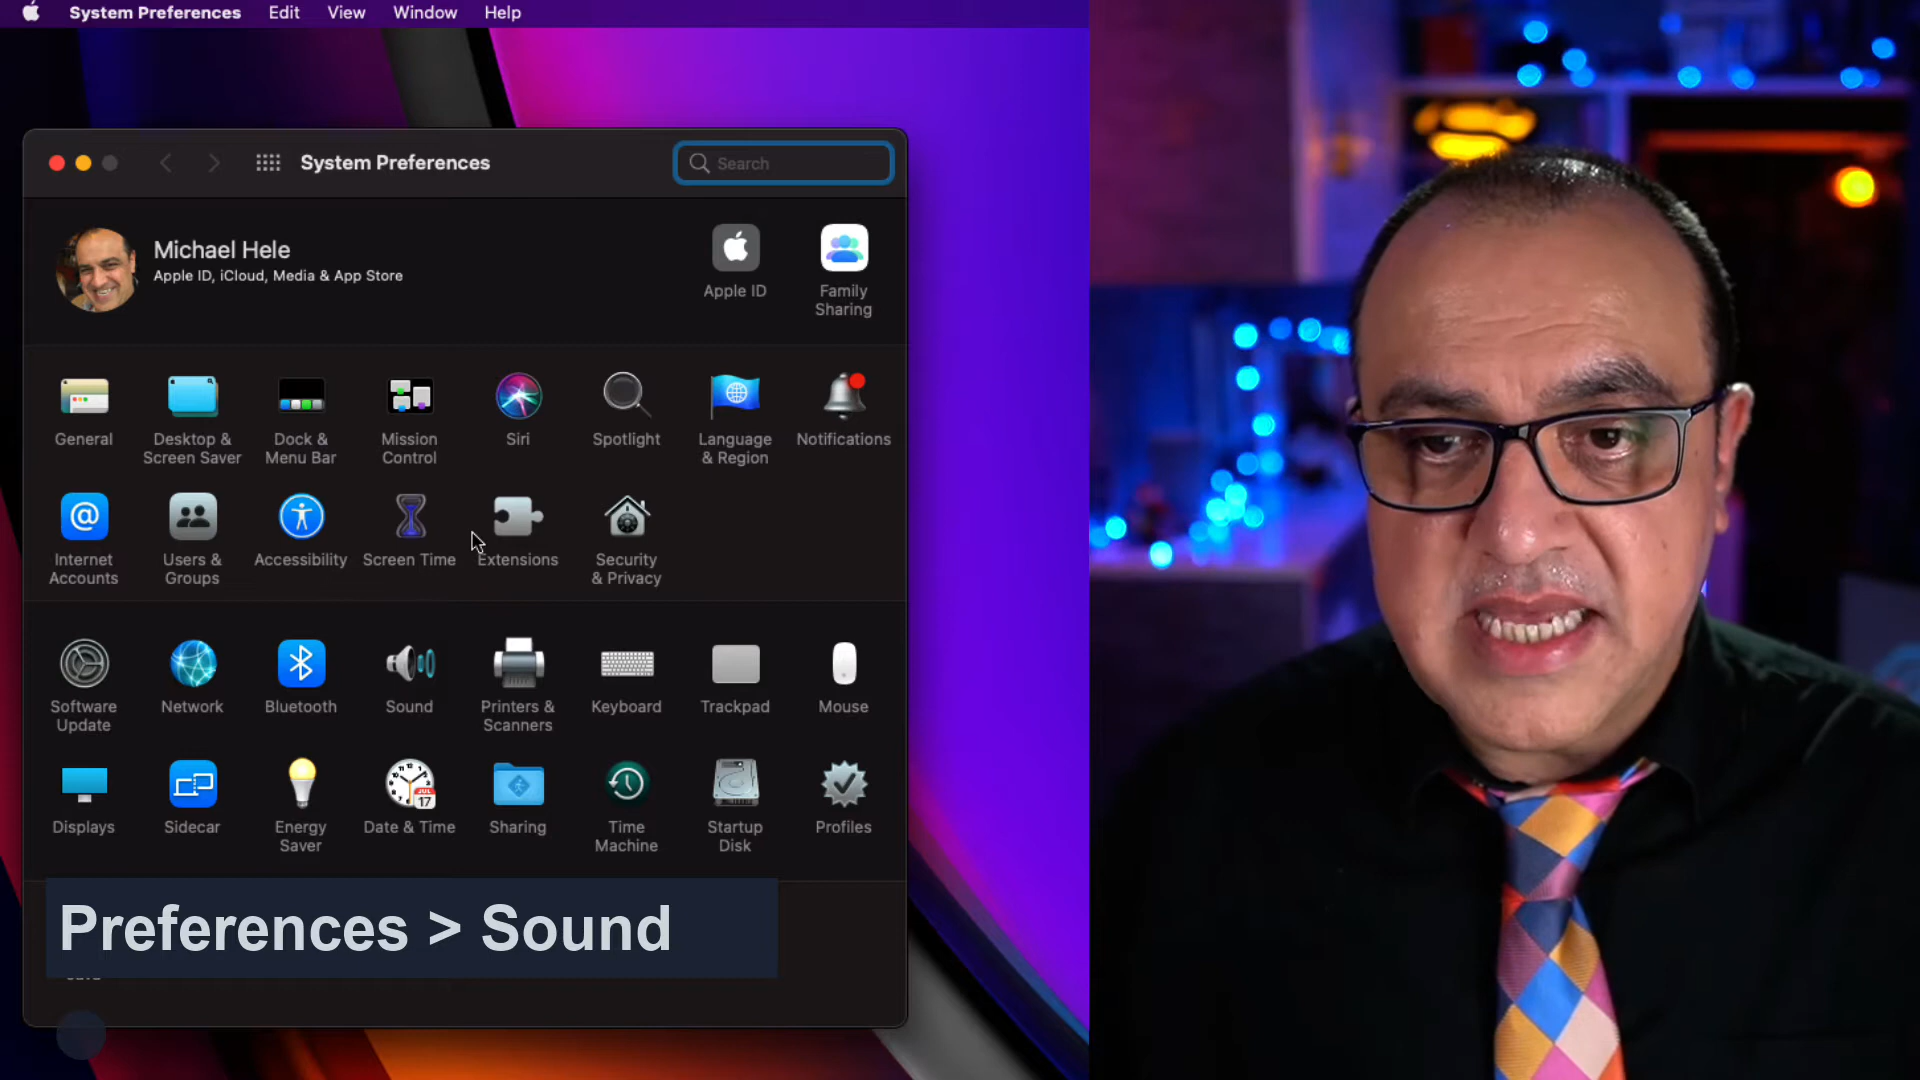 System Preferences Edit View Window Help
System Preferences
Search
Michael Hele
Apple ID, iCloud, Media & App Store
Apple ID
Family
Sharing
General
Desktop &
Screen Saver
Dock &
Menu Bar
Mission
Control
Siri
Spotlight
Language
& Region
Notifications
Internet
Accounts
Users &
Groups
Accessibility
Screen Time
Extensions
Security
& Privacy
Software
Update
Network
Bluetooth
Sound
Printers &
Scanners
Keyboard
Trackpad
Mouse
Displays
Sidecar
Energy
Saver
JUL
17
Date & Time
Sharing
Time
Machine
Startup
Disk
Profiles
Preferences > Sound